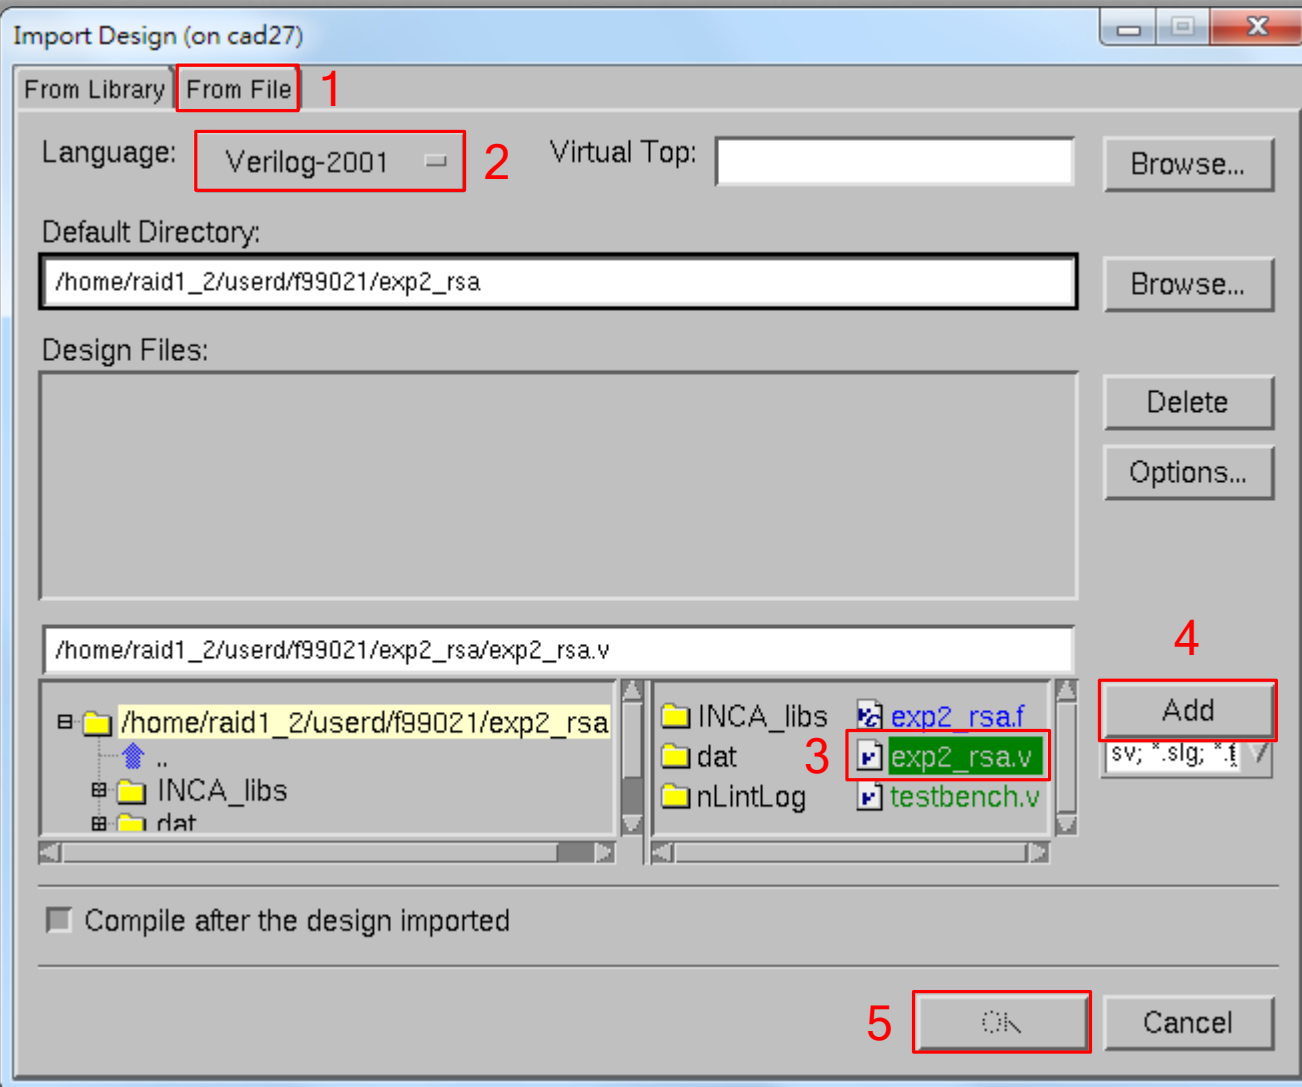 Import Design (on cad27)
From Library From File 1
Language: Verilog-2001 2 Virtual Top: Browse...
Default Directory:
/home/raid1_2/userd/f99021/exp2_rsa Browse...
Design Files:
Delete
Options...
/home/raid1_2/userd/f99021/exp2_rsa/exp2_rsa.v
4
Add
/home/raid1_2/userd/f99021/exp2_rsa INCA_libs exp2_rsa.f
.. dat 3 exp2_rsa.v sv; *.slg; *.f
INCA_libs nLintLog testbench.v
dat
Compile after the design imported
5 OK Cancel